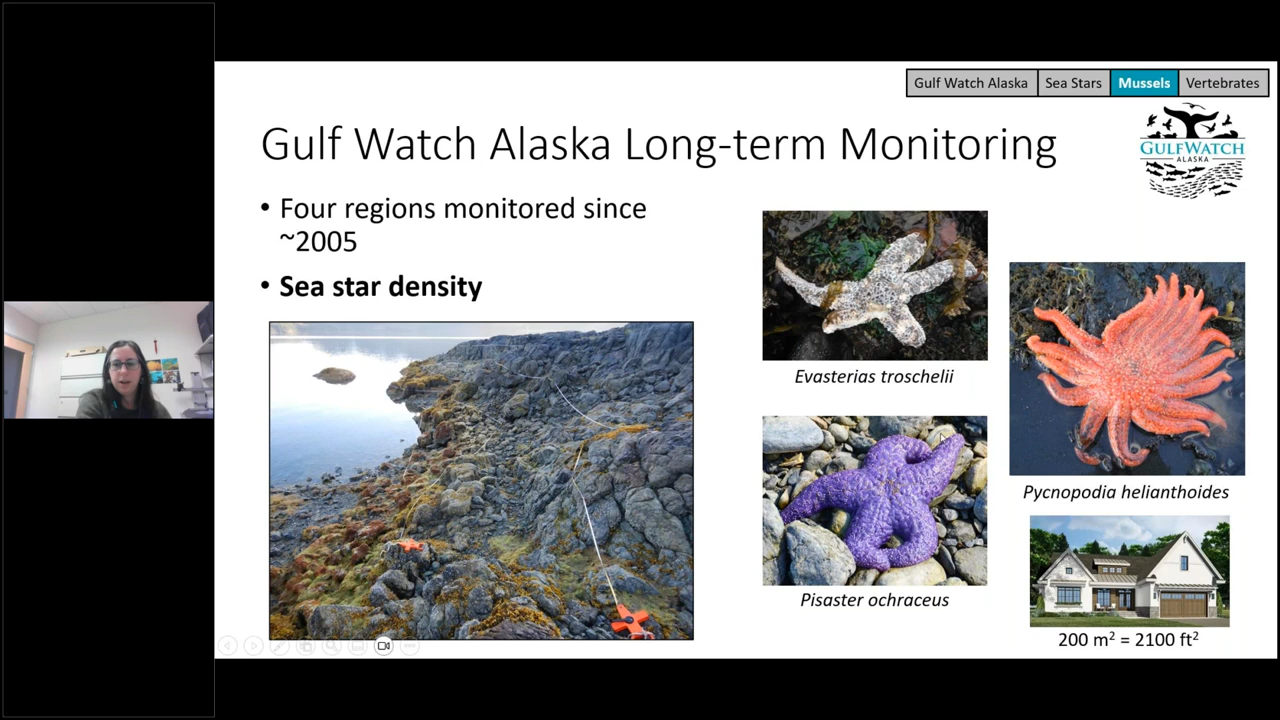 Gulf Watch Alaska
Sea Stars
Mussels
Vertebrates
Gulf Watch Alaska Long-term Monitoring
GULFWATCH
ALASKA
• Four regions monitored since
~2005
• Sea star density
Evasterias troschelii
Pycnopodia helianthoides
Pisaster ochraceus
200 m² = 2100 ft²